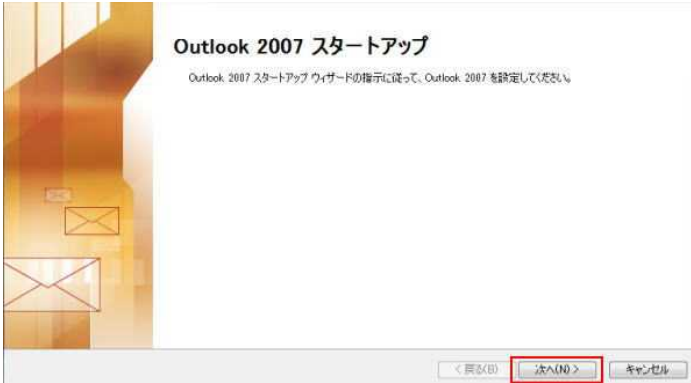 Outlook 2007 スタートアップ
Outlook 2007 スタートアップ ウィザードの指示に従って、Outlook 2007 を設定してください。
< 戻る(B)
次へ(N) >
キャンセル